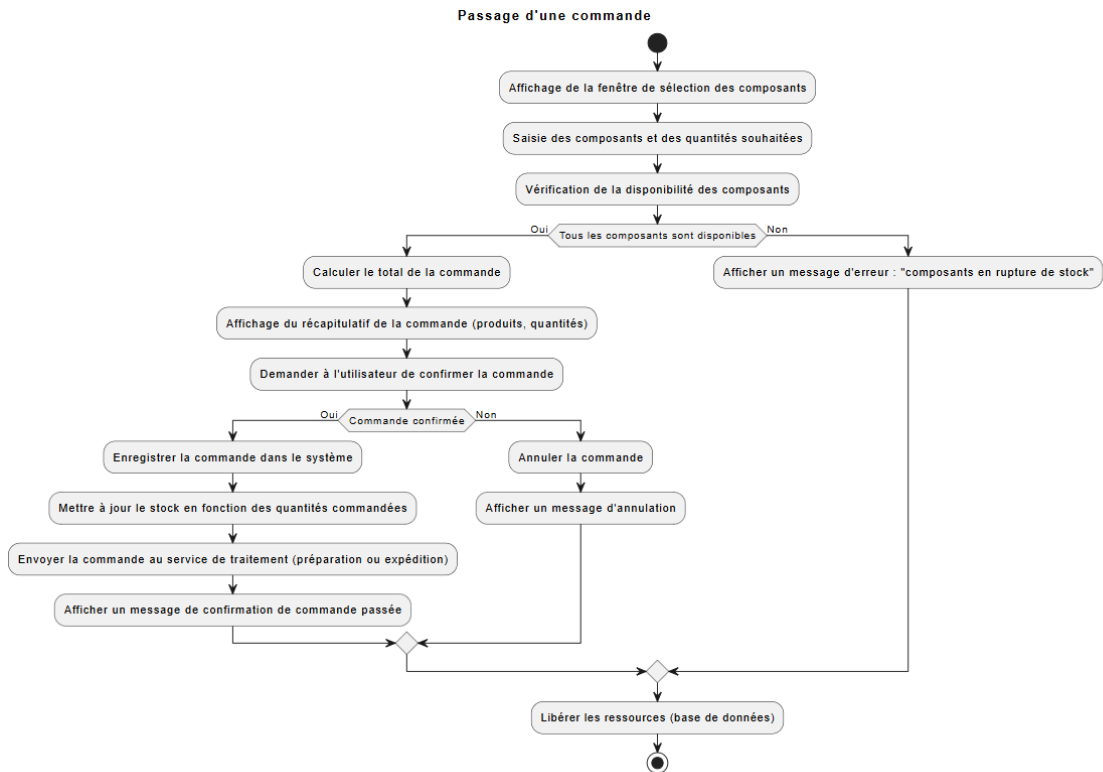 Passage d'une commande
Affichage de la fenêtre de sélection des composants
Saisie des composants et des quantités souhaitées
Vérification de la disponibilité des composants
Oui
Tous les composants sont disponibles
Non
Calculer le total de la commande
Afficher un message d'erreur : "composants en rupture de stock"
Affichage du récapitulatif de la commande (produits, quantités)
Demander à l'utilisateur de confirmer la commande
Oui
Commande confirmée
Non
Enregistrer la commande dans le système
Annuler la commande
Mettre à jour le stock en fonction des quantités commandées
Afficher un message d'annulation
Envoyer la commande au service de traitement (préparation ou expédition)
Afficher un message de confirmation de commande passée
Libérer les ressources (base de données)